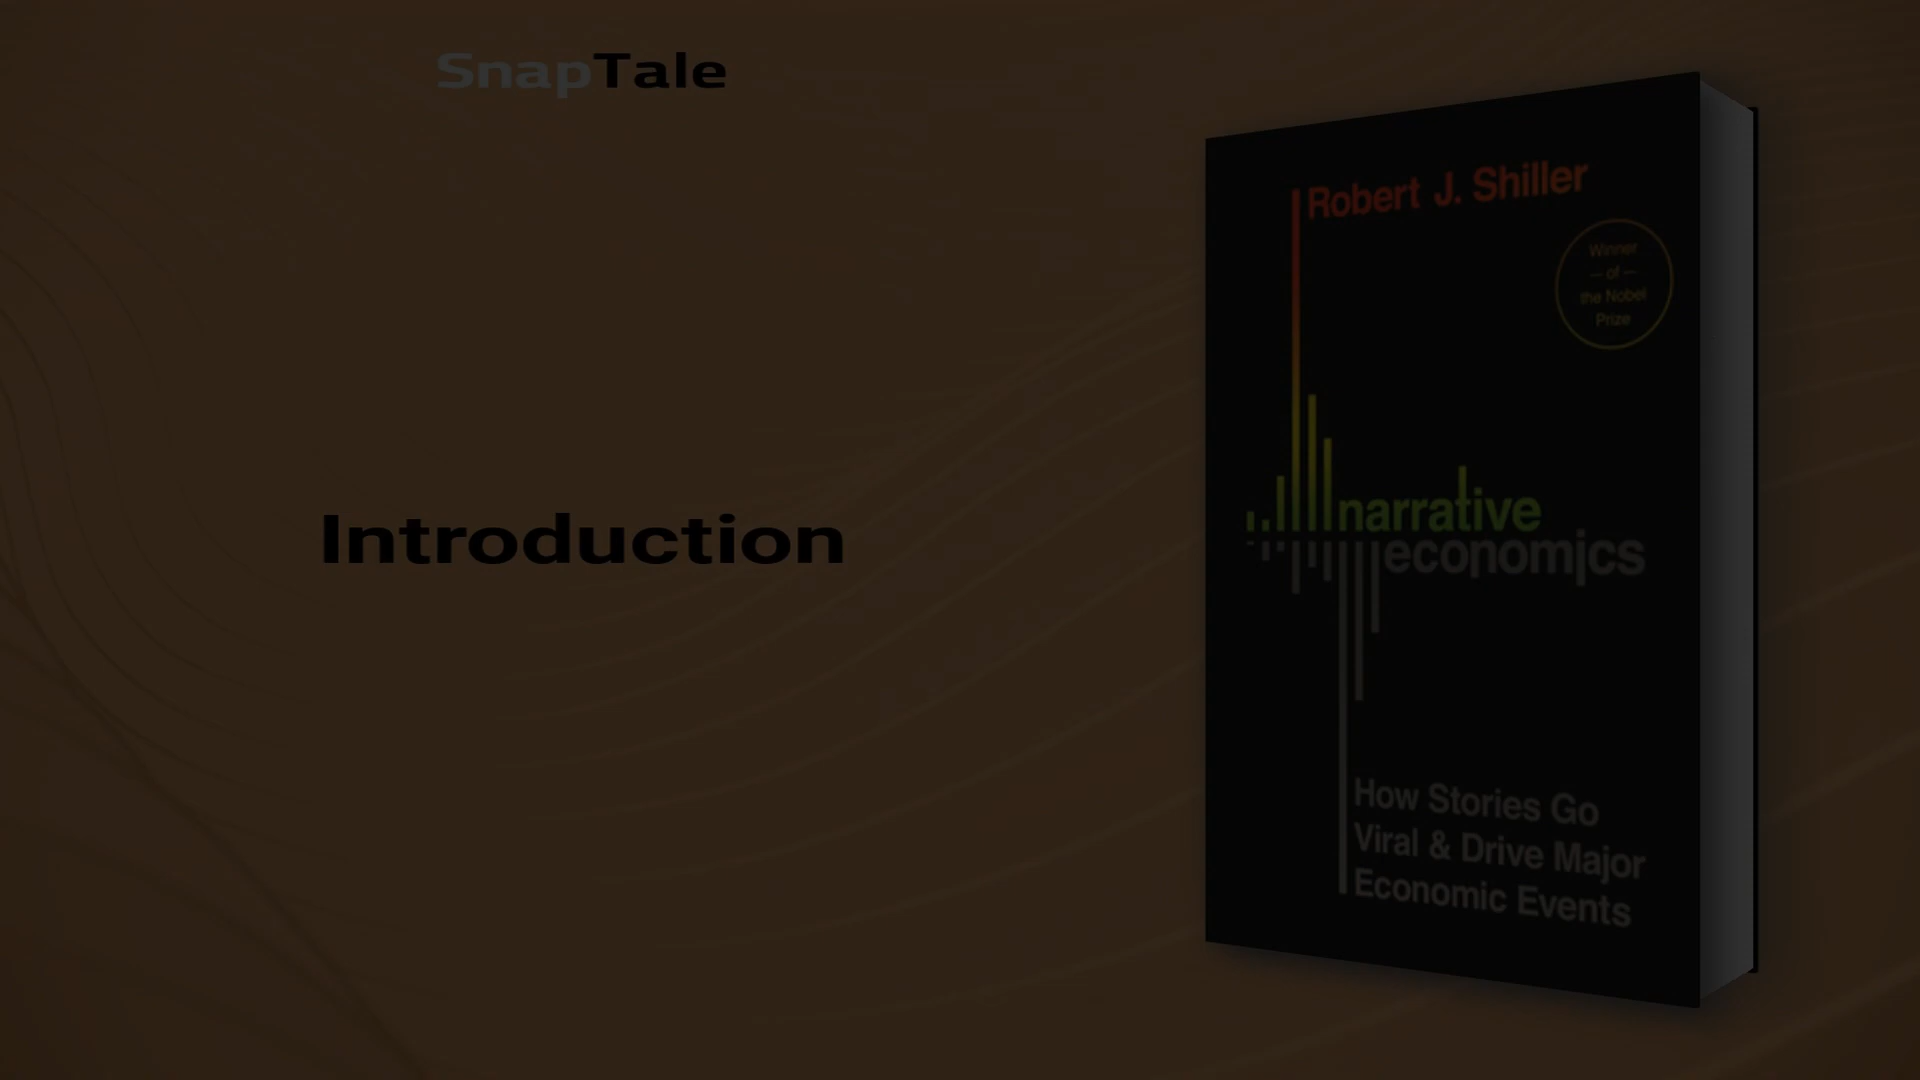 SnapTale
Introduction
Robert J. Shiller
Winner
— of —
the Nobel
Prize
narrative
economics
How Stories Go
Viral & Drive Major
Economic Events